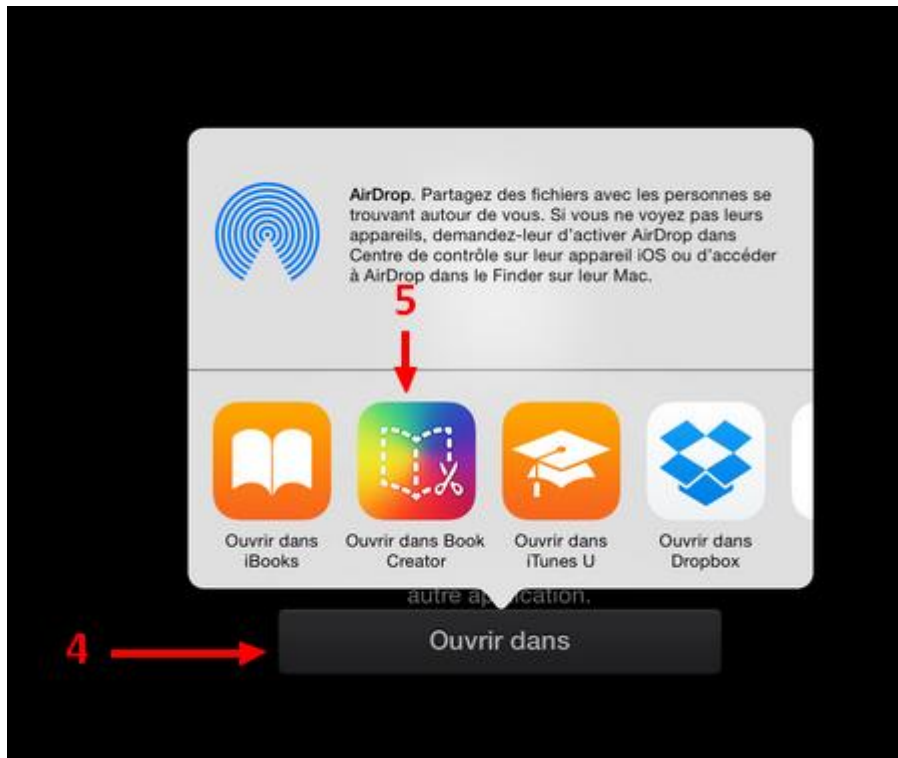 AirDrop. Partagez des fichiers avec les personnes se
trouvant autour de vous. Si vous ne voyez pas leurs
appareils, demandez-leur d'activer AirDrop dans
Centre de contrôle sur leur appareil iOS ou d'accéder
à AirDrop dans le Finder sur leur Mac.
5
Ouvrir dans
iBooks
Ouvrir dans Book
Creator
Ouvrir dans
iTunes U
Ouvrir dans
Dropbox
autre application.
4
Ouvrir dans